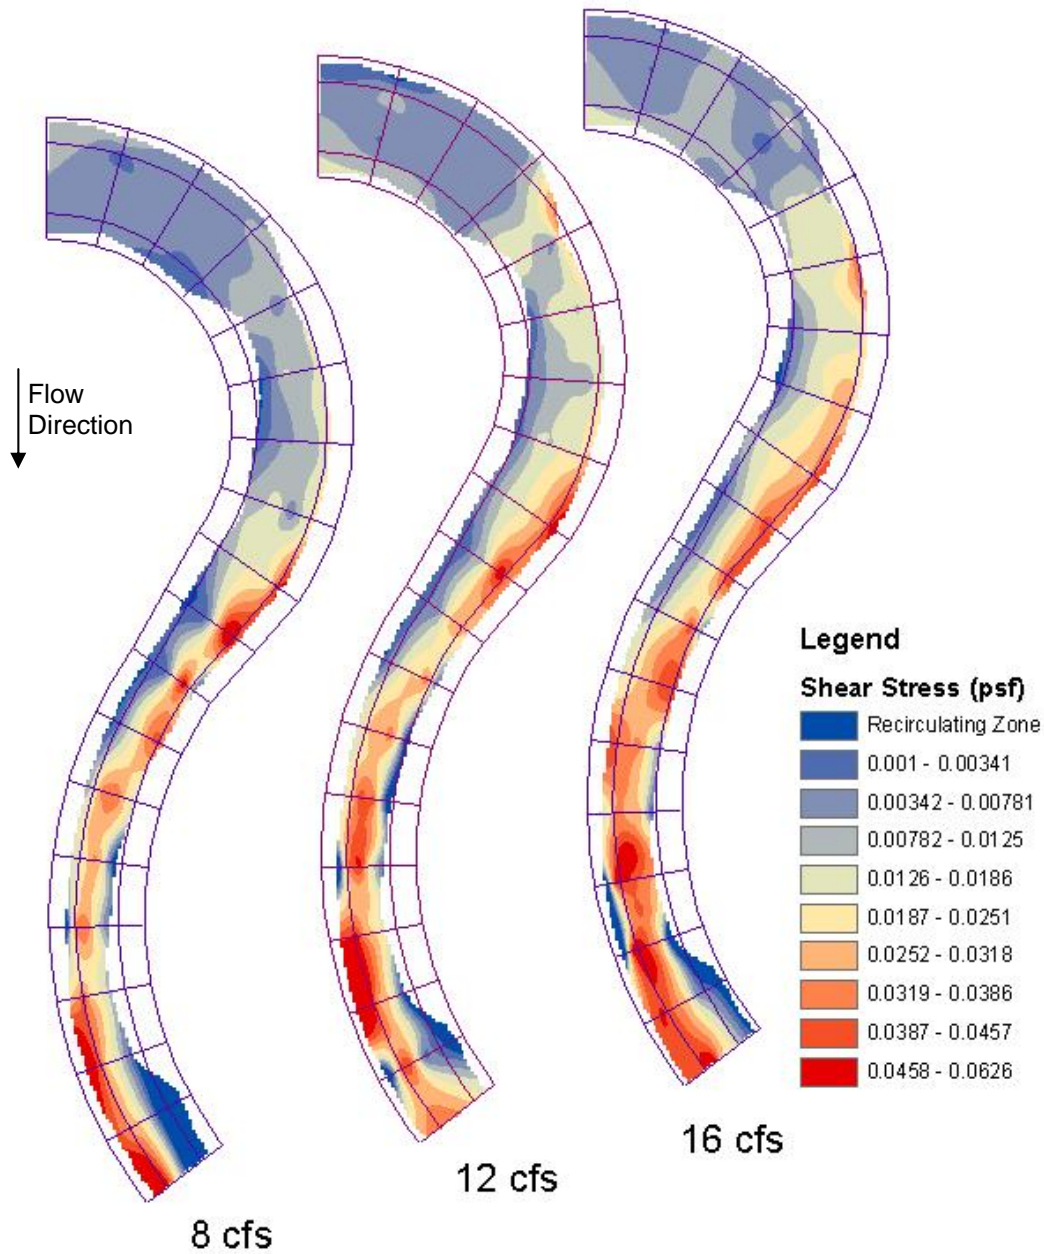 Flow
Direction
Legend
Shear Stress (psf)
Recirculating Zone
0.001 - 0.00341
0.00342 - 0.00781
0.00782 - 0.0125
0.0126 - 0.0186
0.0187 - 0.0251
0.0252 - 0.0318
0.0319 - 0.0386
0.0387 - 0.0457
0.0458 - 0.0626
16 cfs
12 cfs
8 cfs